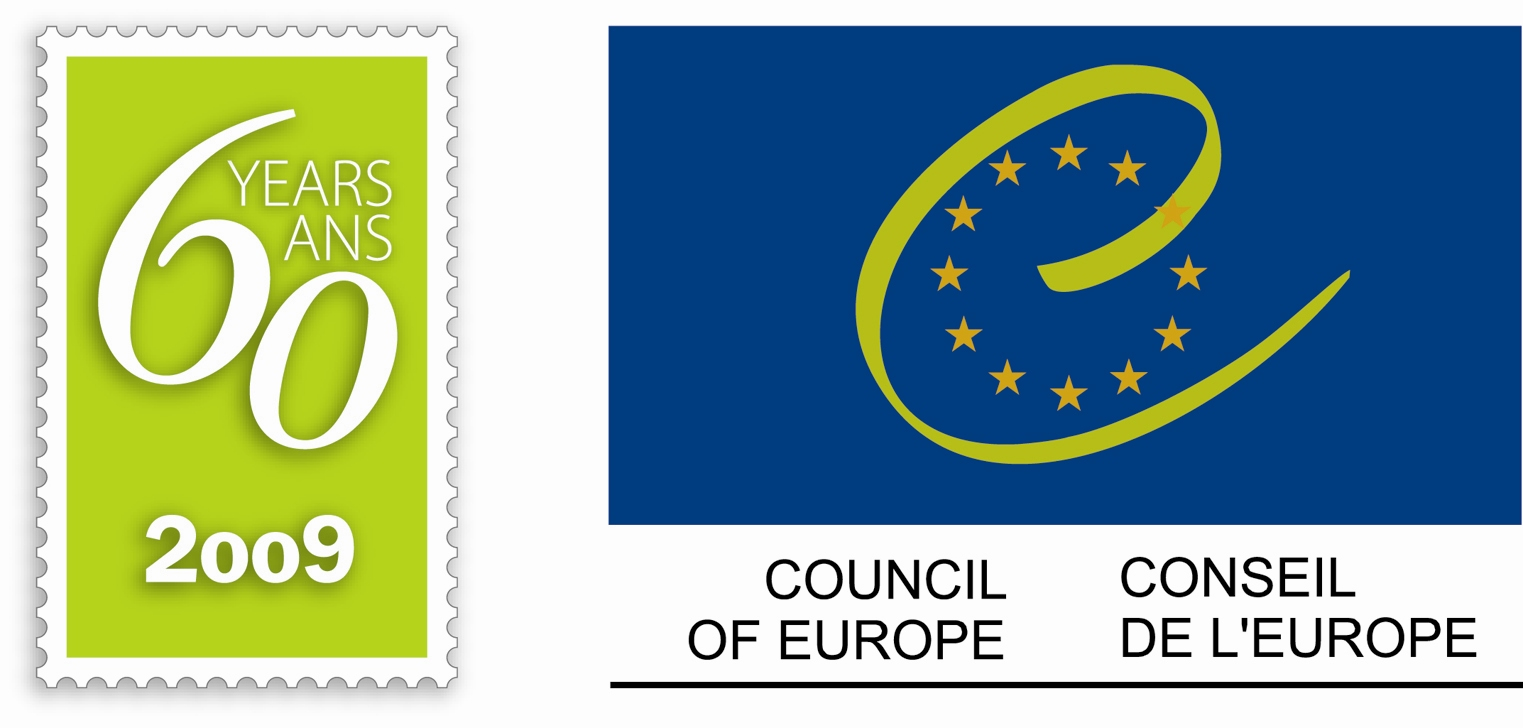 60
YEARS
ANS
2009
COUNCIL
OF EUROPE
CONSEIL
DE L'EUROPE